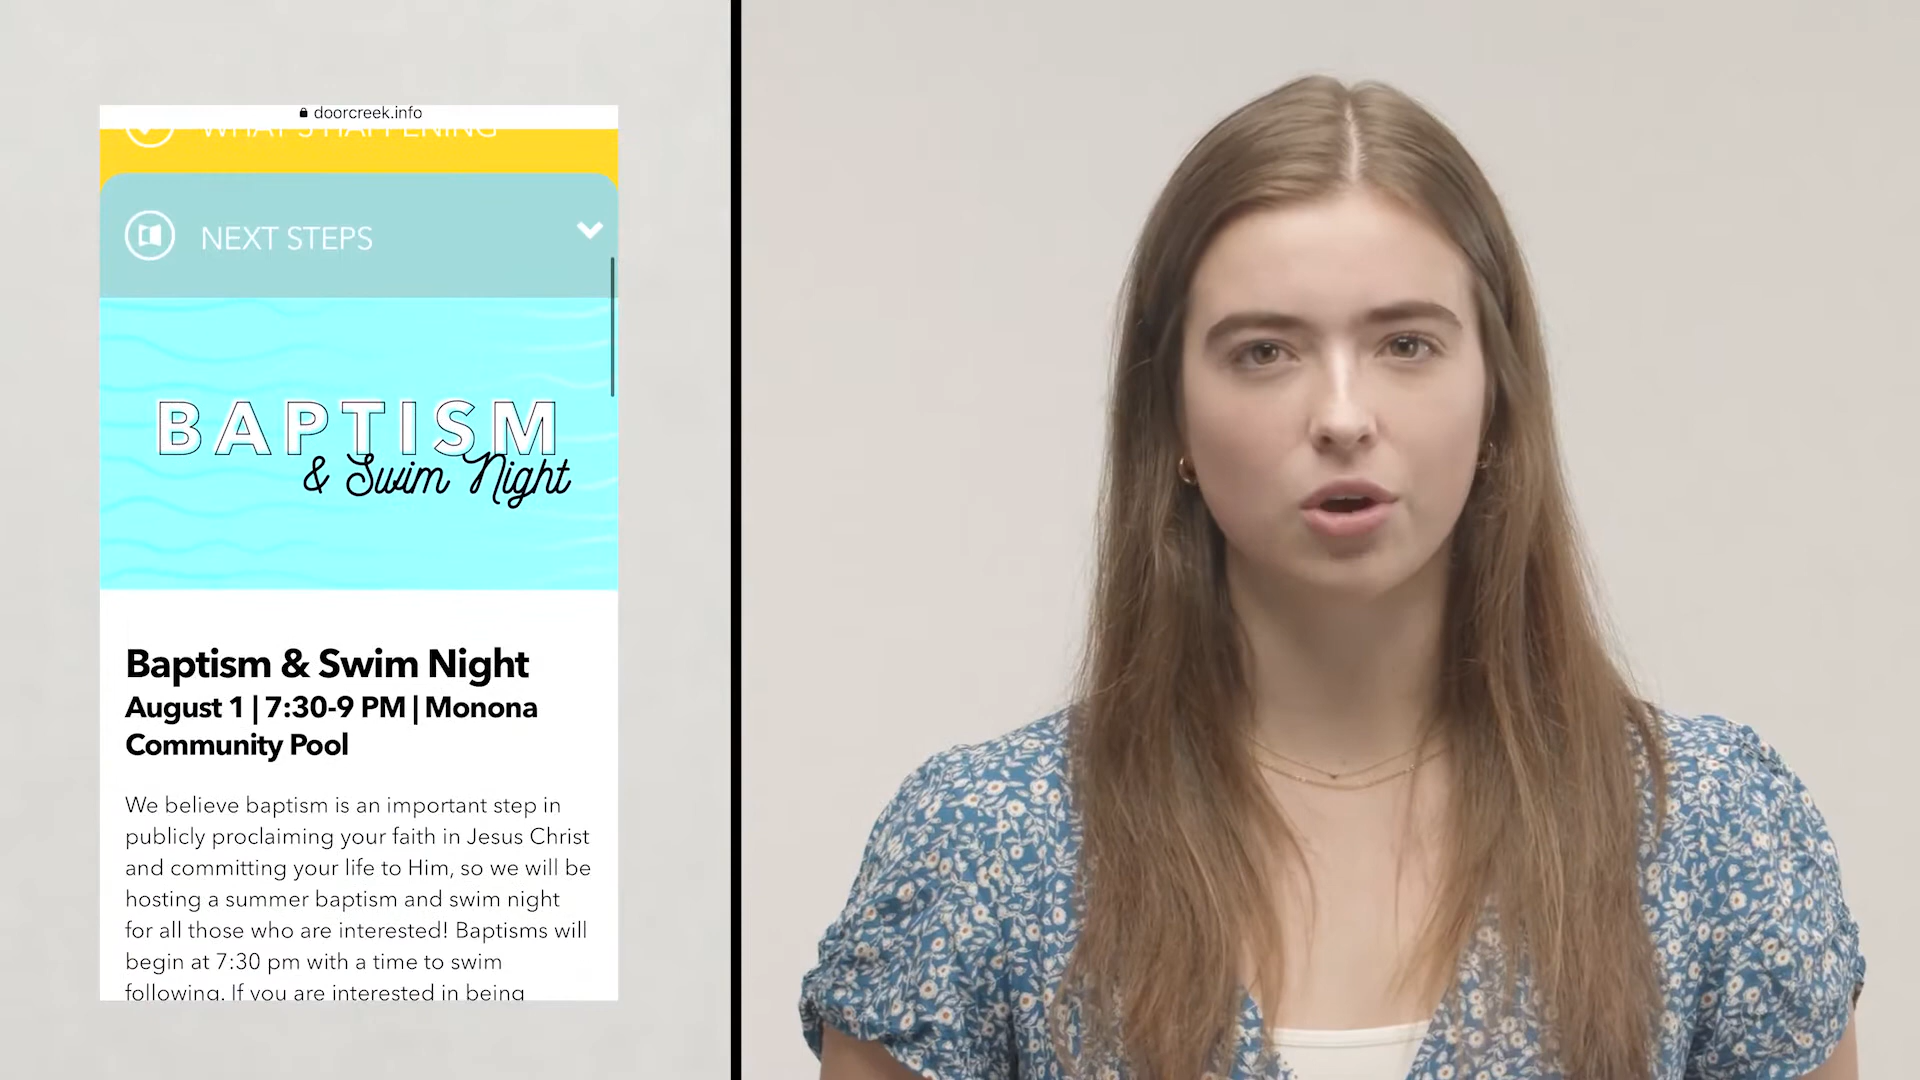 doorcreek.info
WHAT'S HAPPENING
NEXT STEPS
BAPTISM
& Swim Night
Baptism & Swim Night
August 1 | 7:30-9 PM | Monona
Community Pool
We believe baptism is an important step in
publicly proclaiming your faith in Jesus Christ
and committing your life to Him, so we will be
hosting a summer baptism and swim night
for all those who are interested! Baptisms will
begin at 7:30 pm with a time to swim
following. If you are interested in being